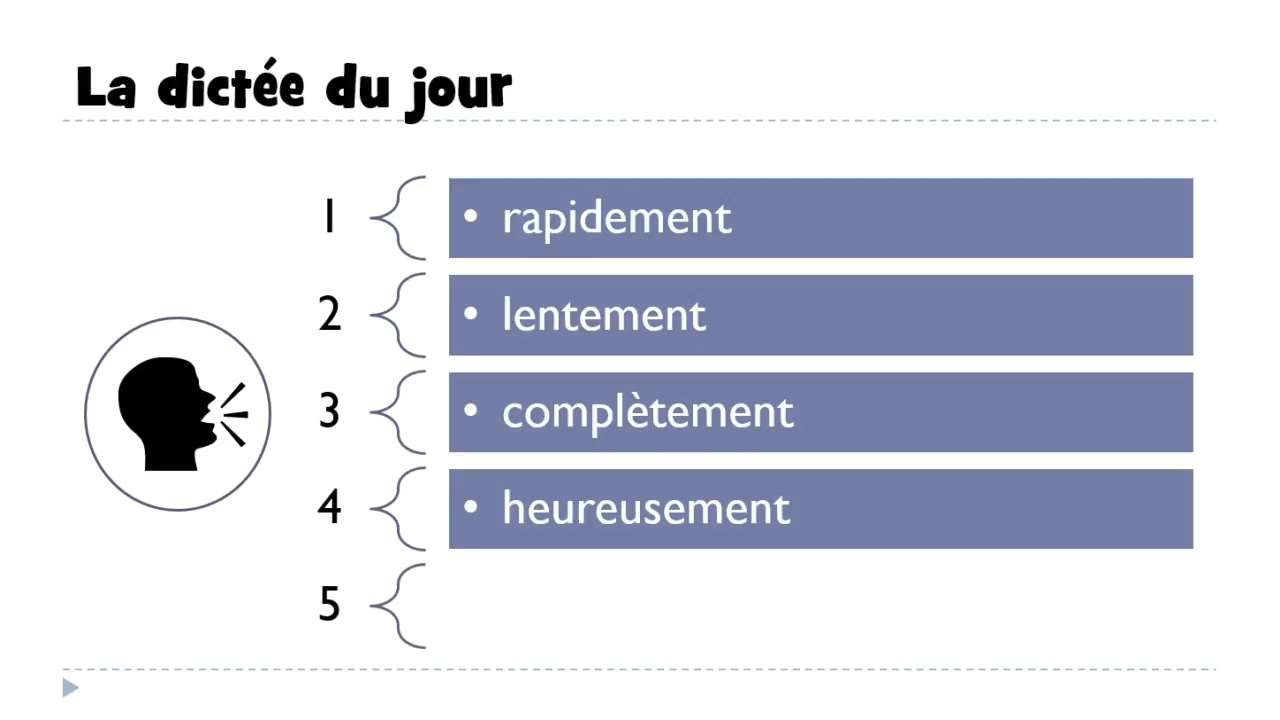 La dictée du jour
1 • rapidement
2 • lentement
3 • complètement
4 • heureusement
5